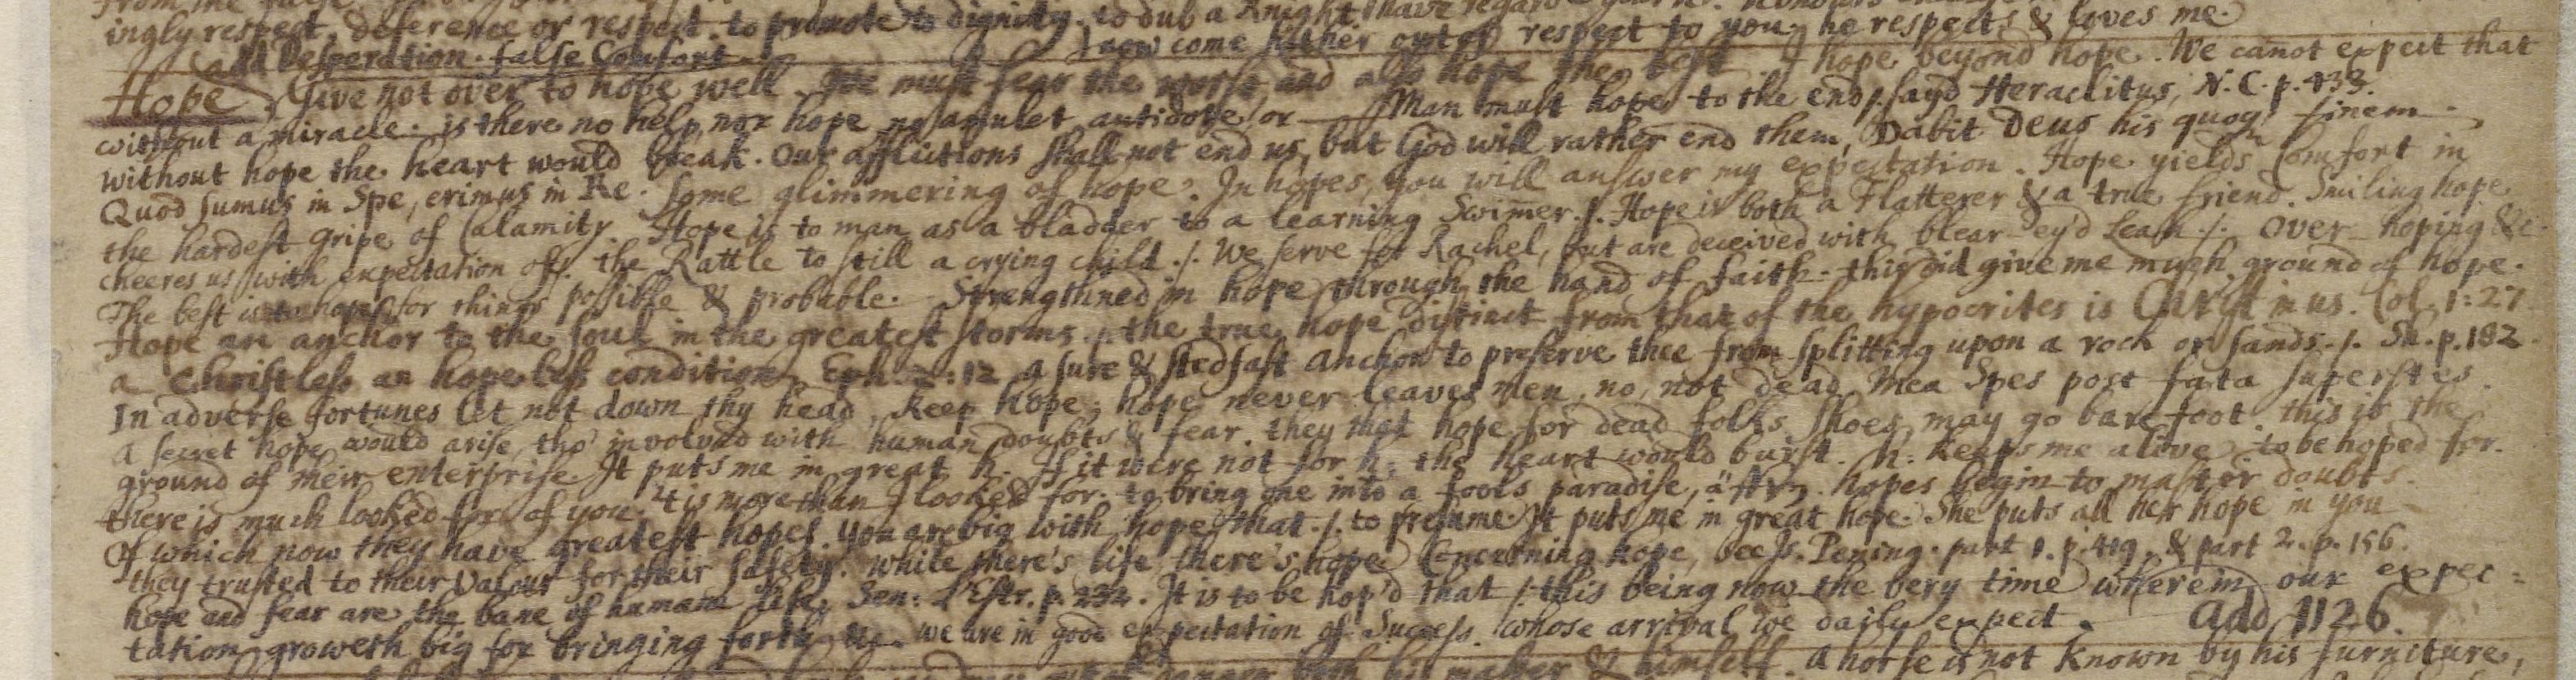 ingly respect, deference or respect. to promote to dignity. to dub a Knight. I have regard
I now come hither out of respect to you; he respects & loves me.
add Desperation. false Comfort
Hope. Give not over to hope well. We must fear the worst and also hope the best. I hope beyond hope. We canot expect that
without a miracle. is there no help, nor hope no amulet antidote, or — Man must hope to the end, sayd Heraclitus, N. C. p. 433.
without hope the heart would break. Our afflictions shall not end us, but God will rather end them, Dabit Deus his quoq finem.
Quod sumus in Spe, erimus in Re. some glimmering of hope. In hopes, you will answer my expectation. Hope yields Comfort in
the hardest gripe of Calamity. Hope is to man as a bladder to a learning Swimer./. Hope is both a Flatterer & a true friend. Smiling hope
cheeres us with expectation off. the Rattle to still a crying child./. We serve for Rachel, but are deceived with blear-ey'd Leah./. Over-hoping &c.
The best is to hope for things possible & probable. Strengthned in hope through the hand of faith. this did give me much ground of hope.
Hope an anchor to the soul in the greatest storms. the true hope distinct from that of the hypocrites is Christ in us. Col. 1:27
a Christless an hopeless condition. Eph. 2:12 a sure & stedfast anchor to preserve thee from splitting upon a rock or sands./. Sh. p. 182.
In adverse fortunes let not down thy head, keep hope; hope never leaves men, no, not dead. Mea Spes post fata superstes.
A secret hope would arise, tho' involved with human doubts & fear. they that hope for dead folks shoes, may go bare foot. this is the
ground of their enterprise. It puts me in great h. If it were not for h: the heart would burst. h: keeps me alive. to be hoped for.
there is much looked for of you. 'tis more than I looked for. to bring one into a fools paradise, hopes begin to master doubts.
Of which now they have greatest hopes. You are big with hope that./. to presume. It puts me in great hope. She puts all her hope in you
they trusted to their Valour for their safety. while there's life, there's hope. Concerning hope, see Js. Pening. part 1. p. 419. & part 2. p. 156.
hope and fear are the bane of humane life, Sen: L'Estr. p. 232. It is to be hop'd that /. this being now the very time wherein our expec=
tation groweth big for bringing forth we are in good expectation of Success. whose arrival we daily expect. add 1126.
both his maker & himself. A horse is not known by his furniture,